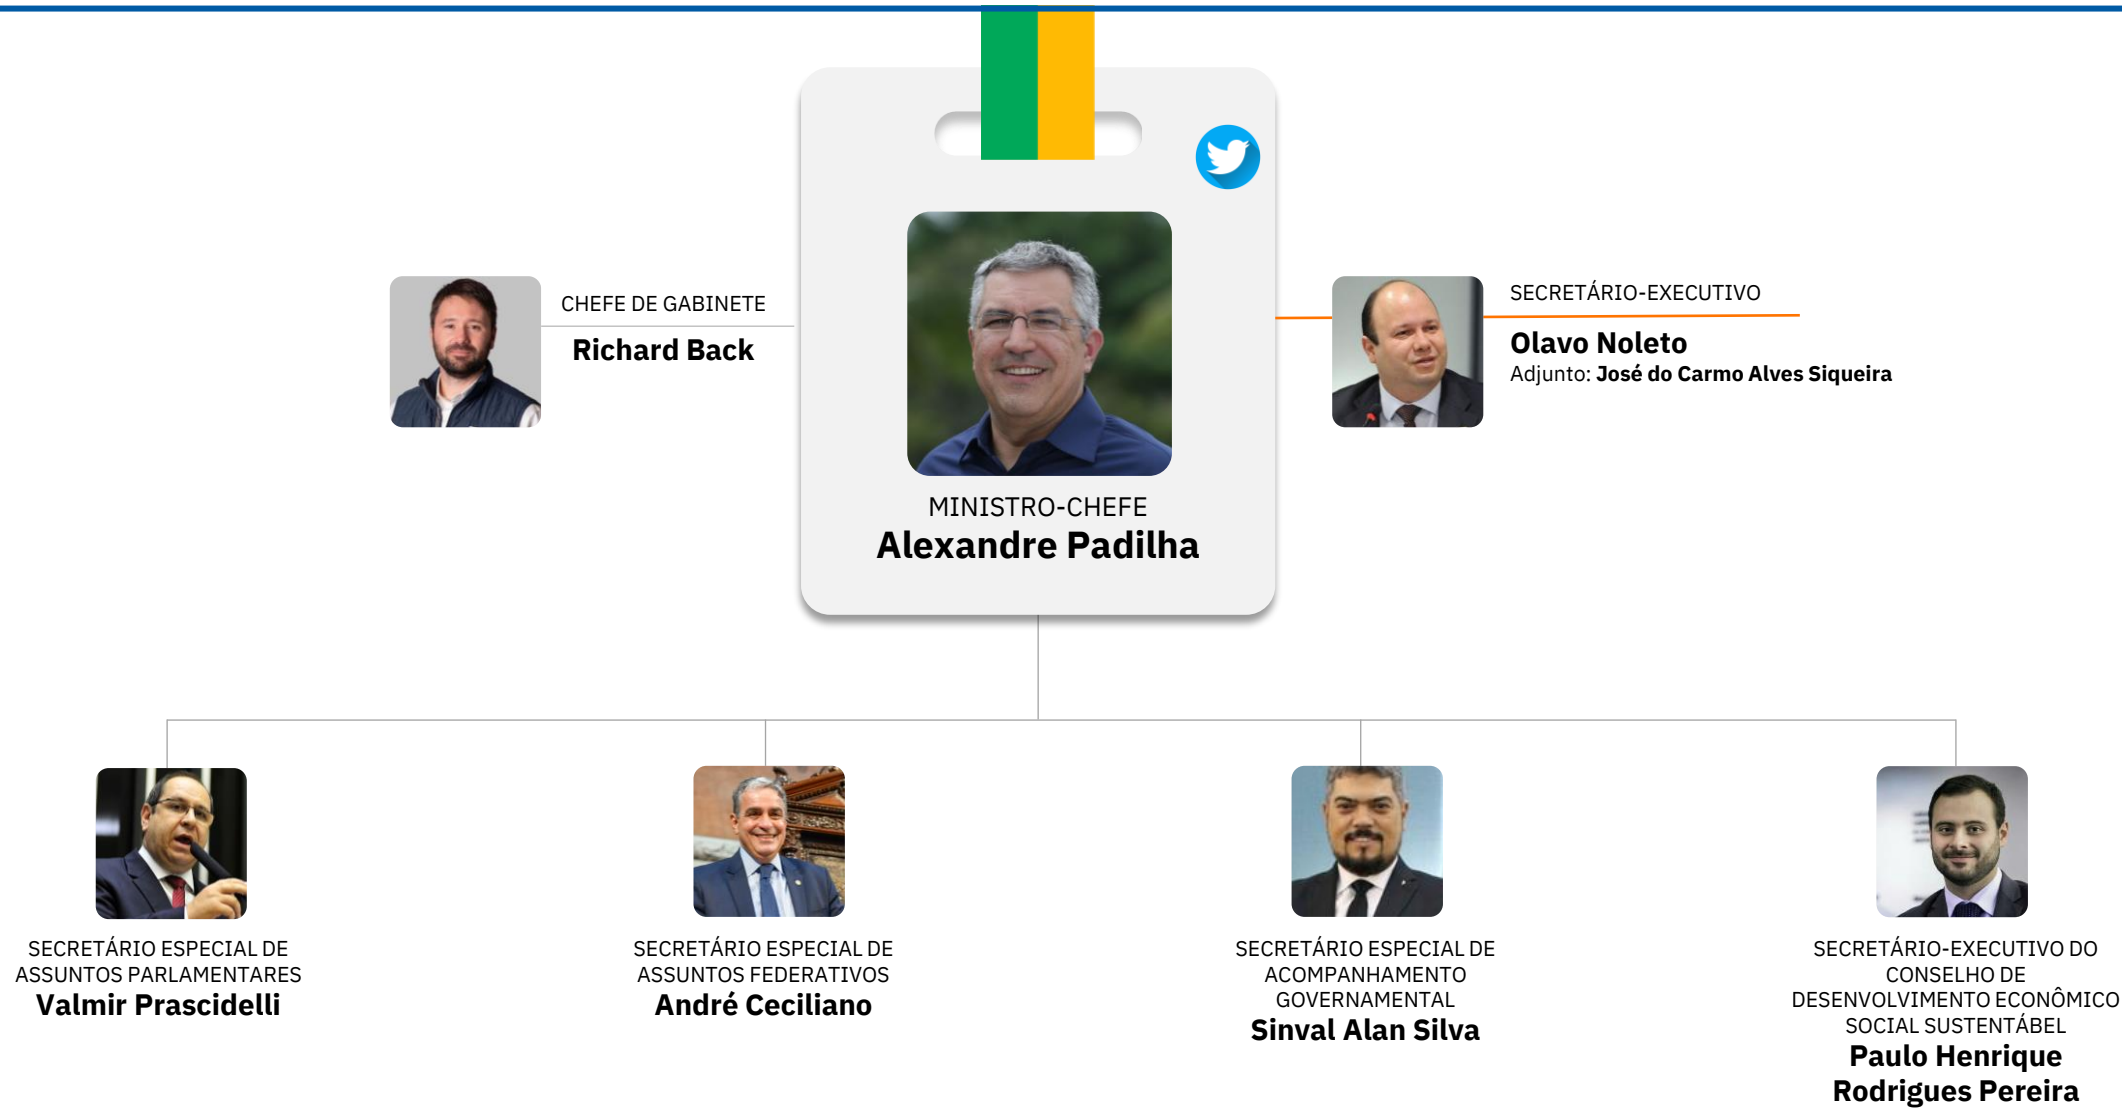 CHEFE DE GABINETE
Richard Back
MINISTRO-CHEFE
Alexandre Padilha
SECRETÁRIO-EXECUTIVO
Olavo Noleto
Adjunto: José do Carmo Alves Siqueira
SECRETÁRIO ESPECIAL DE
ASSUNTOS PARLAMENTARES
Valmir Prascidelli
SECRETÁRIO ESPECIAL DE
ASSUNTOS FEDERATIVOS
André Ceciliano
SECRETÁRIO ESPECIAL DE
ACOMPANHAMENTO
GOVERNAMENTAL
Sinval Alan Silva
SECRETÁRIO-EXECUTIVO DO
CONSELHO DE
DESENVOLVIMENTO ECONÔMICO
SOCIAL SUSTENTÁBEL
Paulo Henrique
Rodrigues Pereira